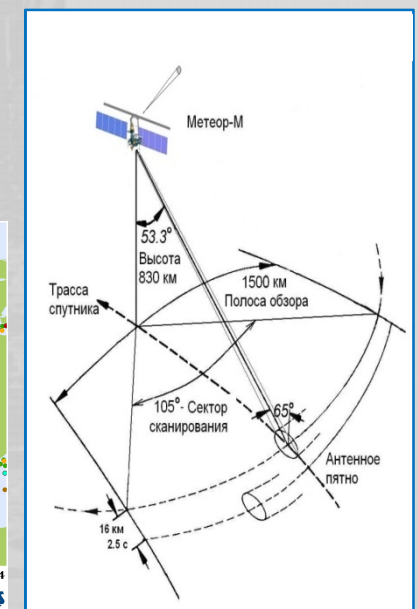 Метеор-М
53.3°
Высота
830 км
1500 км
Полоса обзора
Трасса
спутника
105°- Сектор
сканирования
65°
Антенное
пятно
16 км
2.5 с
4